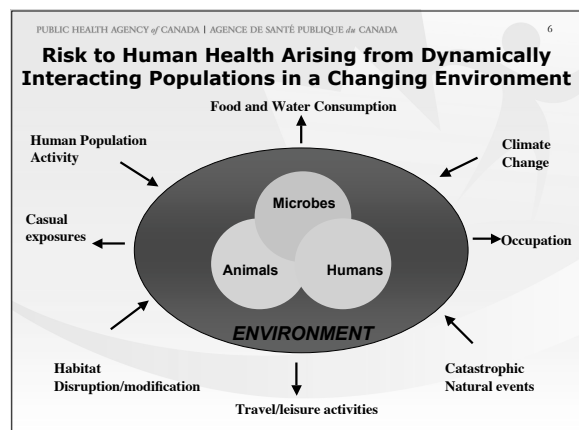 PUBLIC HEALTH AGENCY of CANADA | AGENCE DE SANTÉ PUBLIQUE du CANADA
6
Risk to Human Health Arising from Dynamically
Interacting Populations in a Changing Environment
Food and Water Consumption
Human Population
Activity
Climate
Change
Microbes
Casual
exposures
Occupation
Animals
Humans
ENVIRONMENT
Habitat
Disruption/modification
Catastrophic
Natural events
Travel/leisure activities